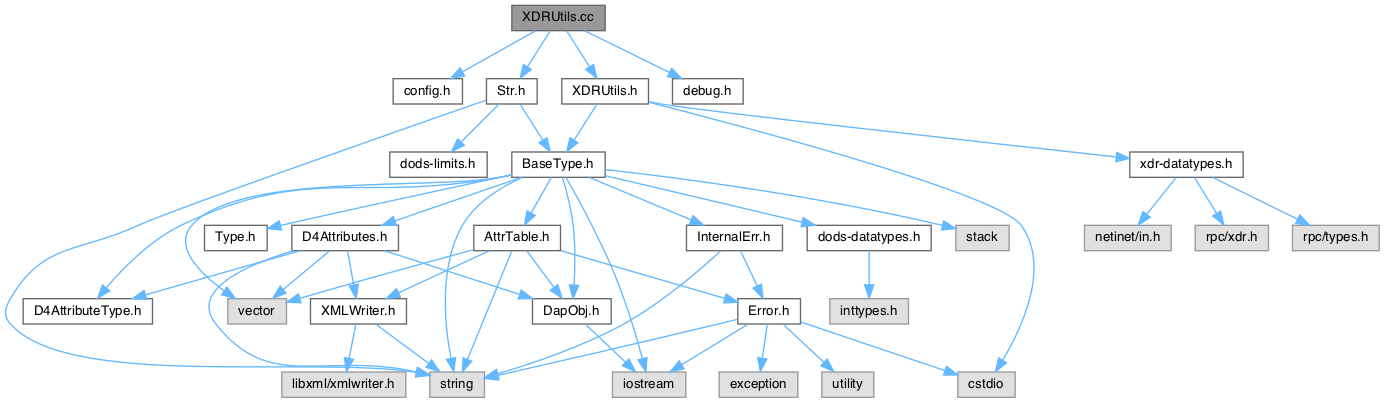 XDRUtils.cc
config.h
Str.h
XDRUtils.h
debug.h
dods-limits.h
BaseType.h
xdr-datatypes.h
Type.h
D4Attributes.h
AttrTable.h
InternalErr.h
dods-datatypes.h
stack
netinet/in.h
rpc/xdr.h
rpc/types.h
D4AttributeType.h
vector
XMLWriter.h
DapObj.h
Error.h
inttypes.h
libxml/xmlwriter.h
string
iostream
exception
utility
cstdio